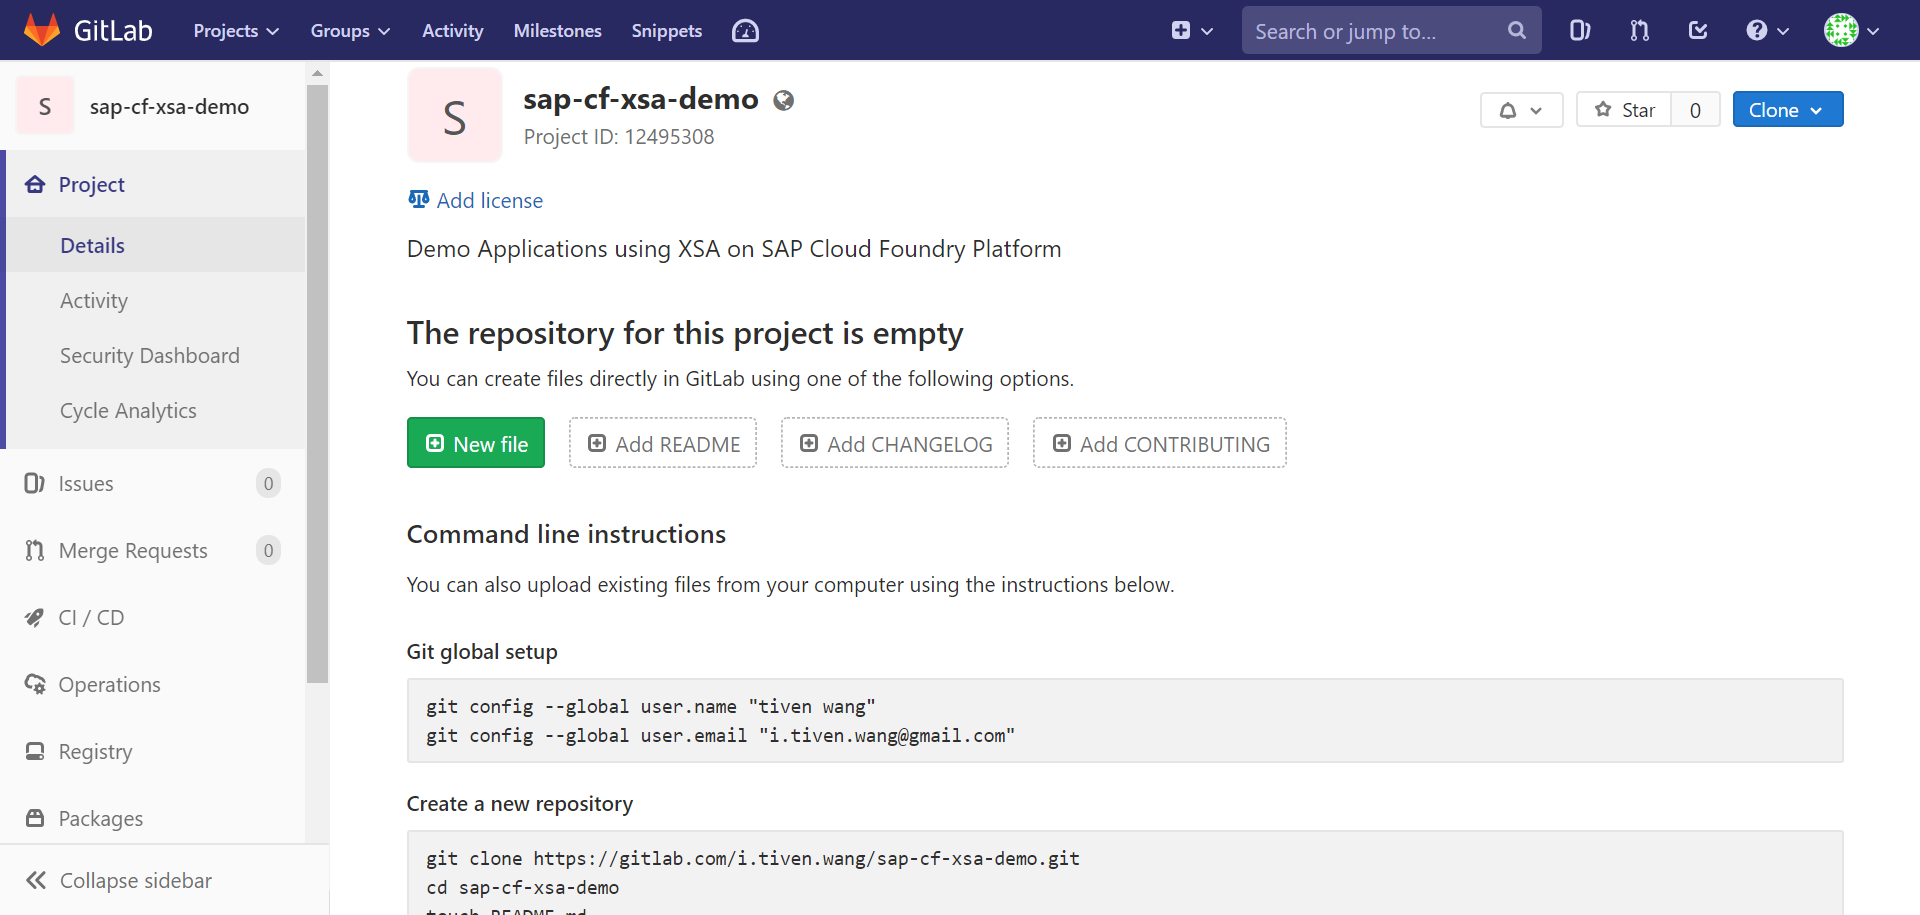 GitLab Projects Groups Activity Milestones Snippets Search or jump to...
S sap-cf-xsa-demo
Project
Details
Activity
Security Dashboard
Cycle Analytics
Issues 0
Merge Requests 0
CI / CD
Operations
Registry
Packages
Collapse sidebar
S
sap-cf-xsa-demo
Project ID: 12495308
Star 0 Clone
Add license
Demo Applications using XSA on SAP Cloud Foundry Platform
The repository for this project is empty
You can create files directly in GitLab using one of the following options.
New file Add README Add CHANGELOG Add CONTRIBUTING
Command line instructions
You can also upload existing files from your computer using the instructions below.
Git global setup
git config --global user.name "tiven wang"
git config --global user.email "i.tiven.wang@gmail.com"
Create a new repository
git clone https://gitlab.com/i.tiven.wang/sap-cf-xsa-demo.git
cd sap-cf-xsa-demo
touch README.md